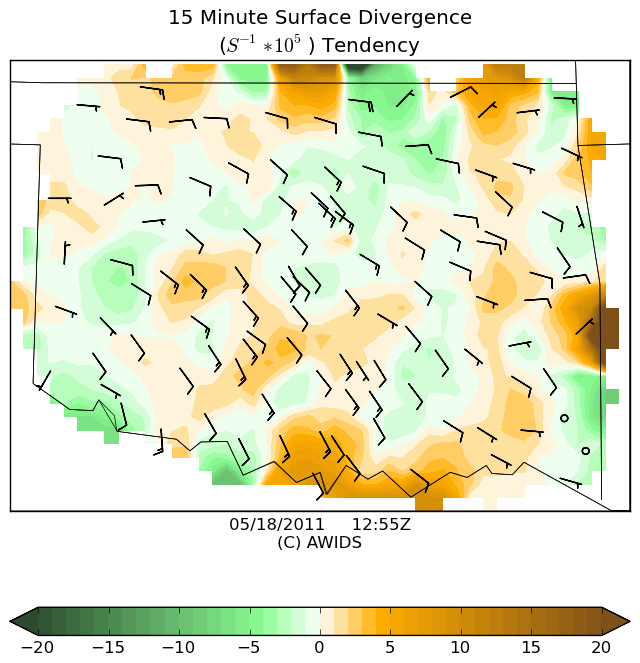 15 Minute Surface Divergence
(S⁻¹ *10⁵ ) Tendency
05/18/2011 12:55Z
(C) AWIDS
−20 −15 −10 −5 0 5 10 15 20